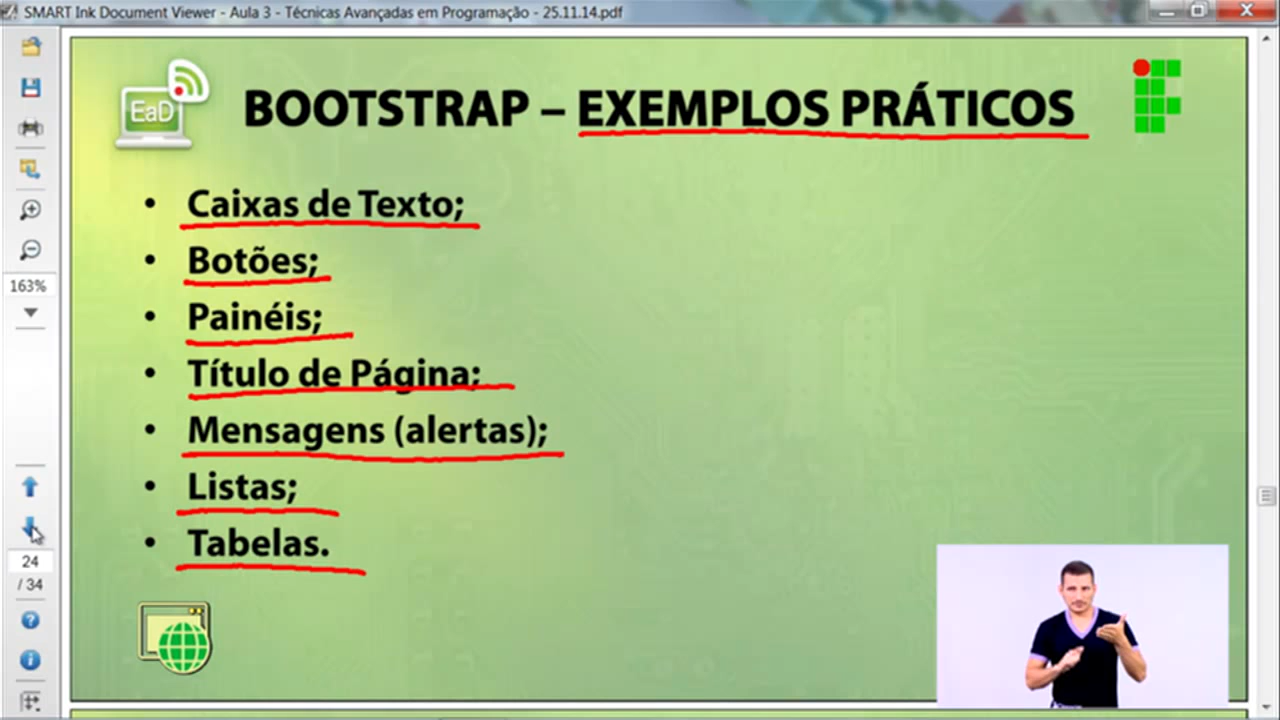 SMART Ink Document Viewer - Aula 3 - Técnicas Avançadas em Programação - 25.11.14.pdf
EaD
BOOTSTRAP – EXEMPLOS PRÁTICOS
• Caixas de Texto;
• Botões;
• Painéis;
• Título de Página;
• Mensagens (alertas);
• Listas;
• Tabelas.
163%
24
/ 34